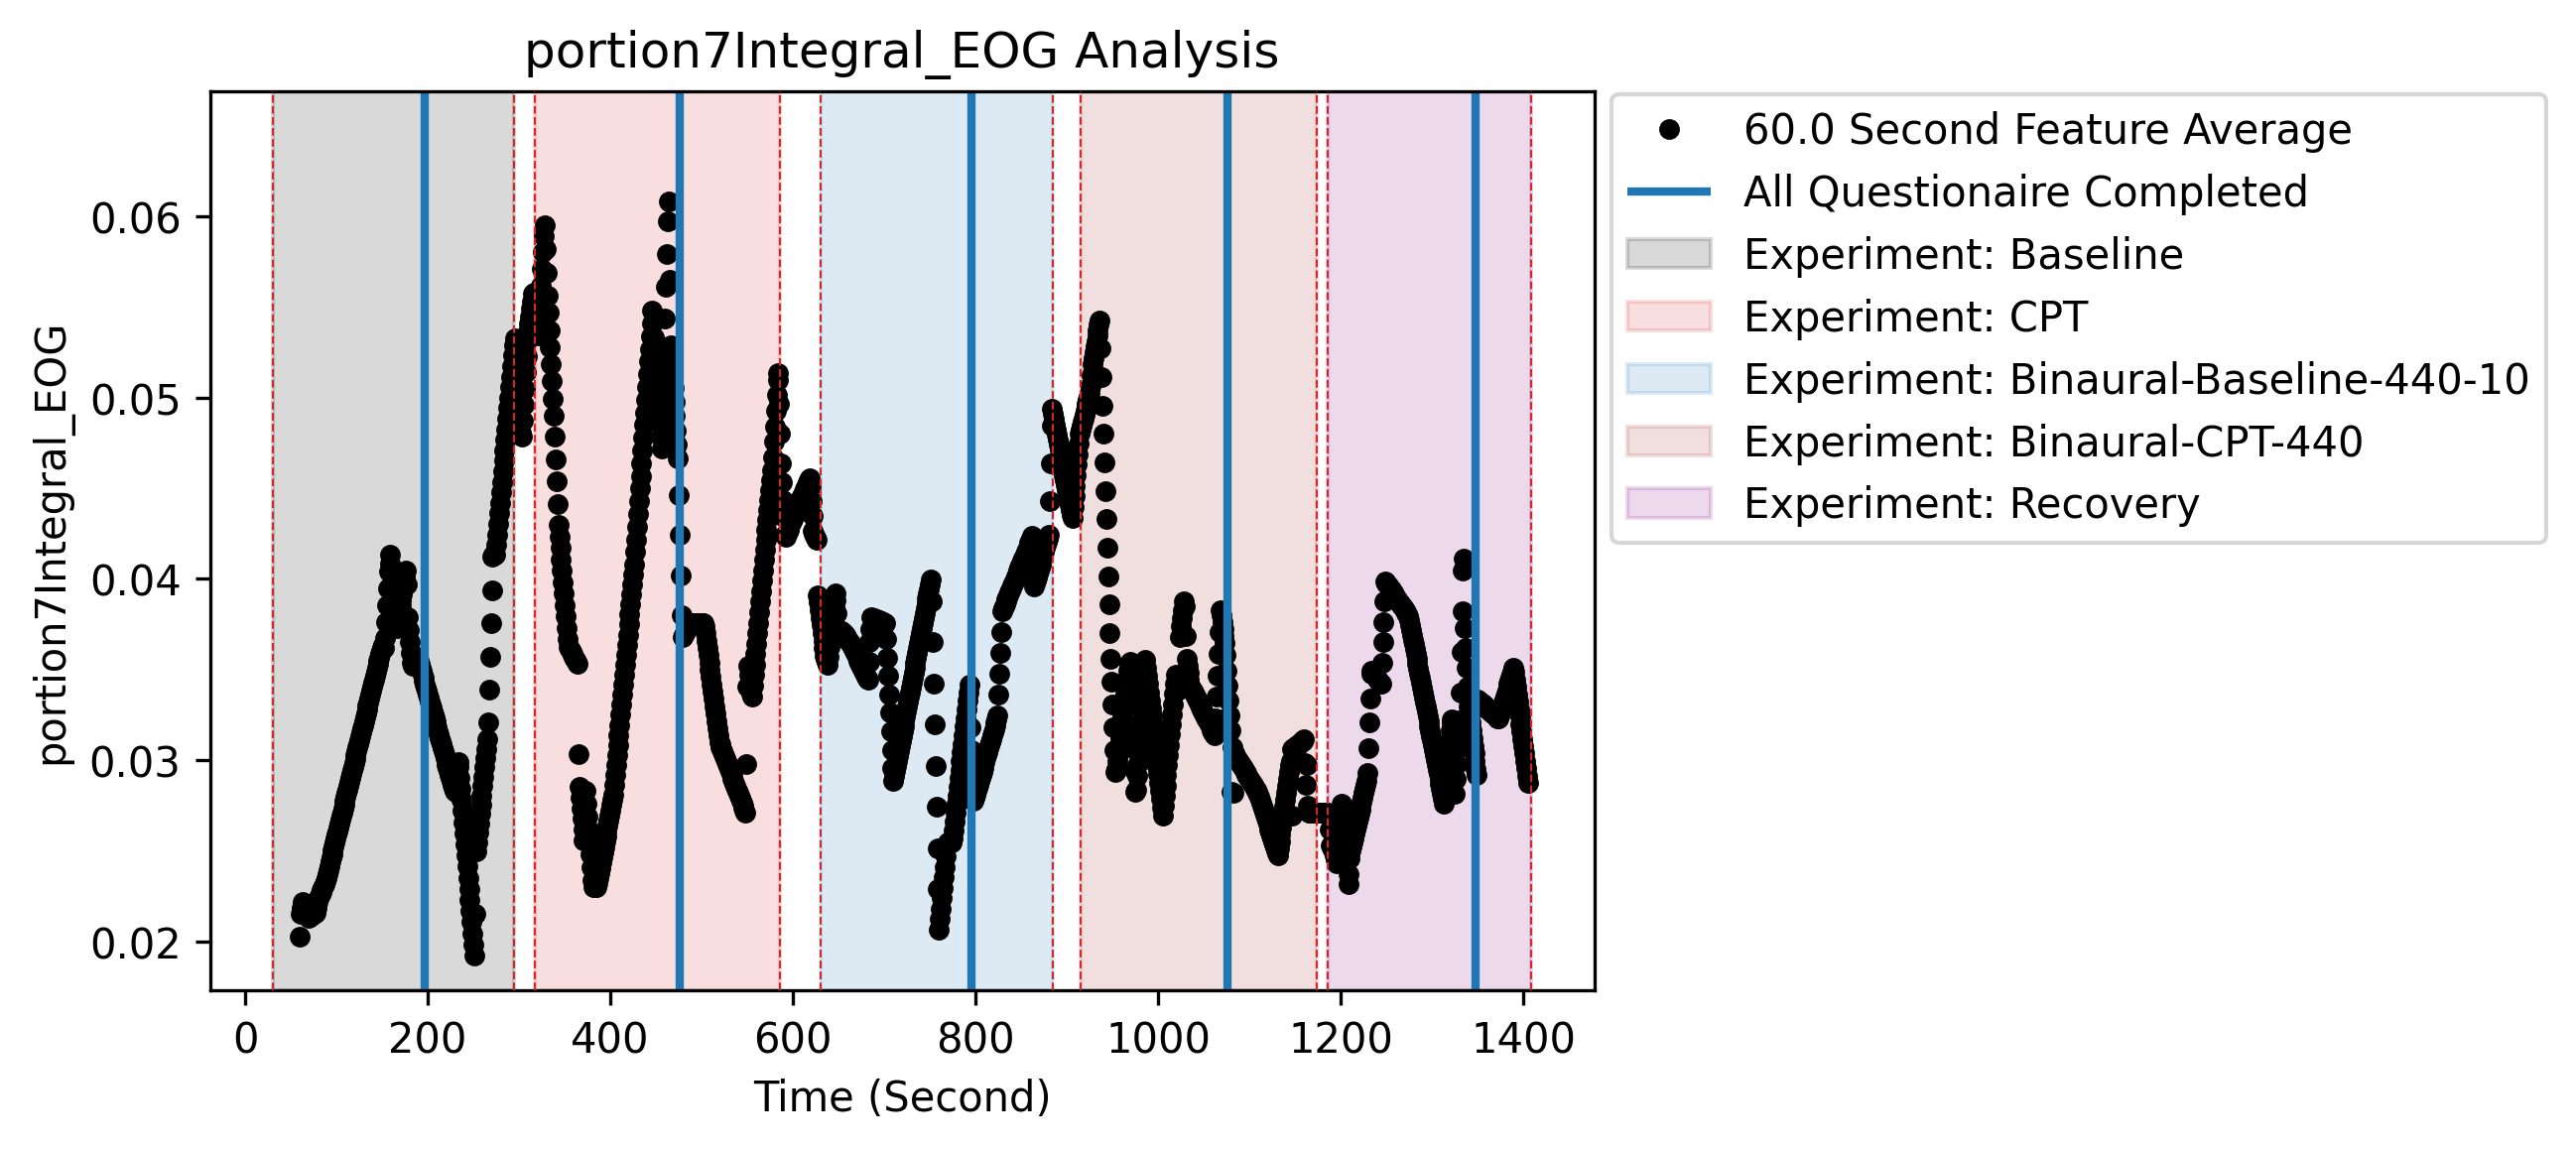 portion7Integral_EOG Analysis
portion7Integral_EOG
0.06
0.05
0.04
0.03
0.02
0
200
400
600
800
1000
1200
1400
Time (Second)
60.0 Second Feature Average
All Questionaire Completed
Experiment: Baseline
Experiment: CPT
Experiment: Binaural-Baseline-440-10
Experiment: Binaural-CPT-440
Experiment: Recovery